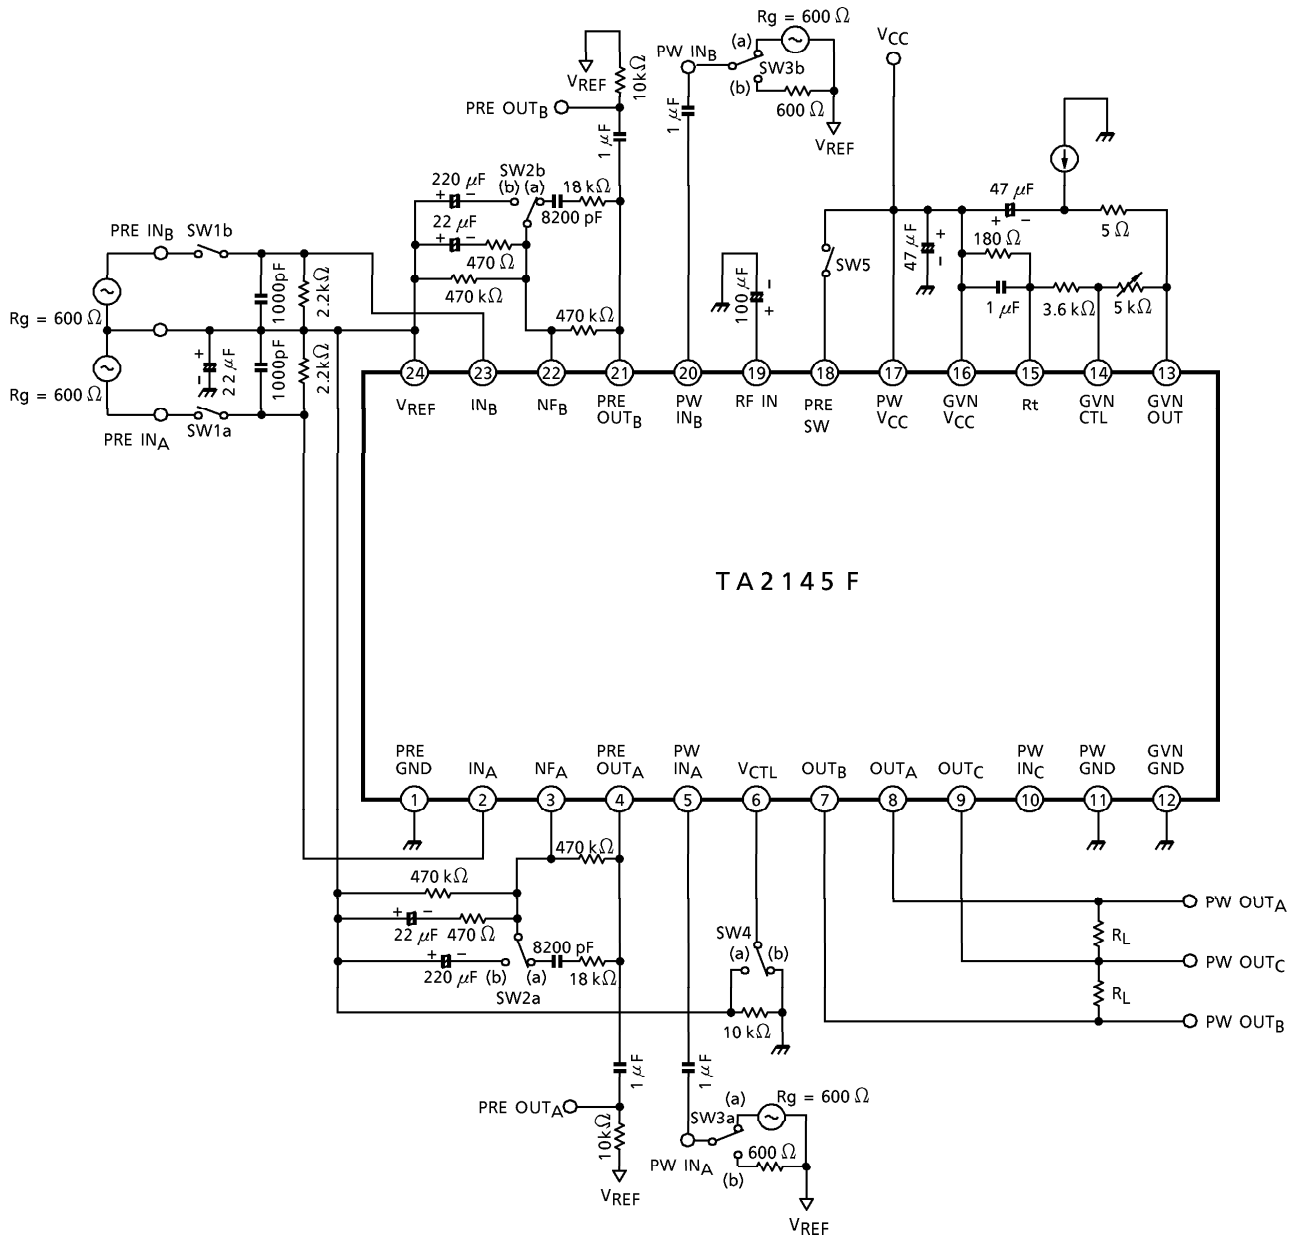 Rg = 600 Ω
PW INB
(a)
SW3b
(b)
600 Ω
VREF
1 μF
VCC
VREF
10kΩ
PRE OUTB
1 μF
SW2b
(b) (a)
220 μF
+ −
18 kΩ
8200 pF
22 μF
+ −
470 Ω
470 kΩ
470 kΩ
47 μF
+ −
5 Ω
180 Ω
1 μF
3.6 kΩ
5 kΩ
47 μF
+
−
SW5
100 μF
−
+
PRE INB
SW1b
Rg = 600 Ω
Rg = 600 Ω
1000pF
2.2kΩ
+
−
22 μF
1000pF
2.2kΩ
PRE INA
SW1a
24 23 22 21 20 19 18 17 16 15 14 13
VREF
INB
NFB
PRE OUTB
PW INB
RF IN
PRE SW
PW VCC
GVN VCC
Rt
GVN CTL
GVN OUT
TA2145F
PRE GND
INA
NFA
PRE OUTA
PW INA
VCTL
OUTB
OUTA
OUTC
PW INC
PW GND
GVN GND
1 2 3 4 5 6 7 8 9 10 11 12
470 kΩ
470 kΩ
+ −
22 μF
470 Ω
+ −
220 μF
(b) (a)
SW2a
8200 pF
18 kΩ
SW4
(a) (b)
10 kΩ
PW OUTA
RL
PW OUTC
RL
PW OUTB
1 μF
1 μF
PRE OUTA
10kΩ
VREF
Rg = 600 Ω
(a)
SW3a
PW INA
600 Ω
(b)
VREF